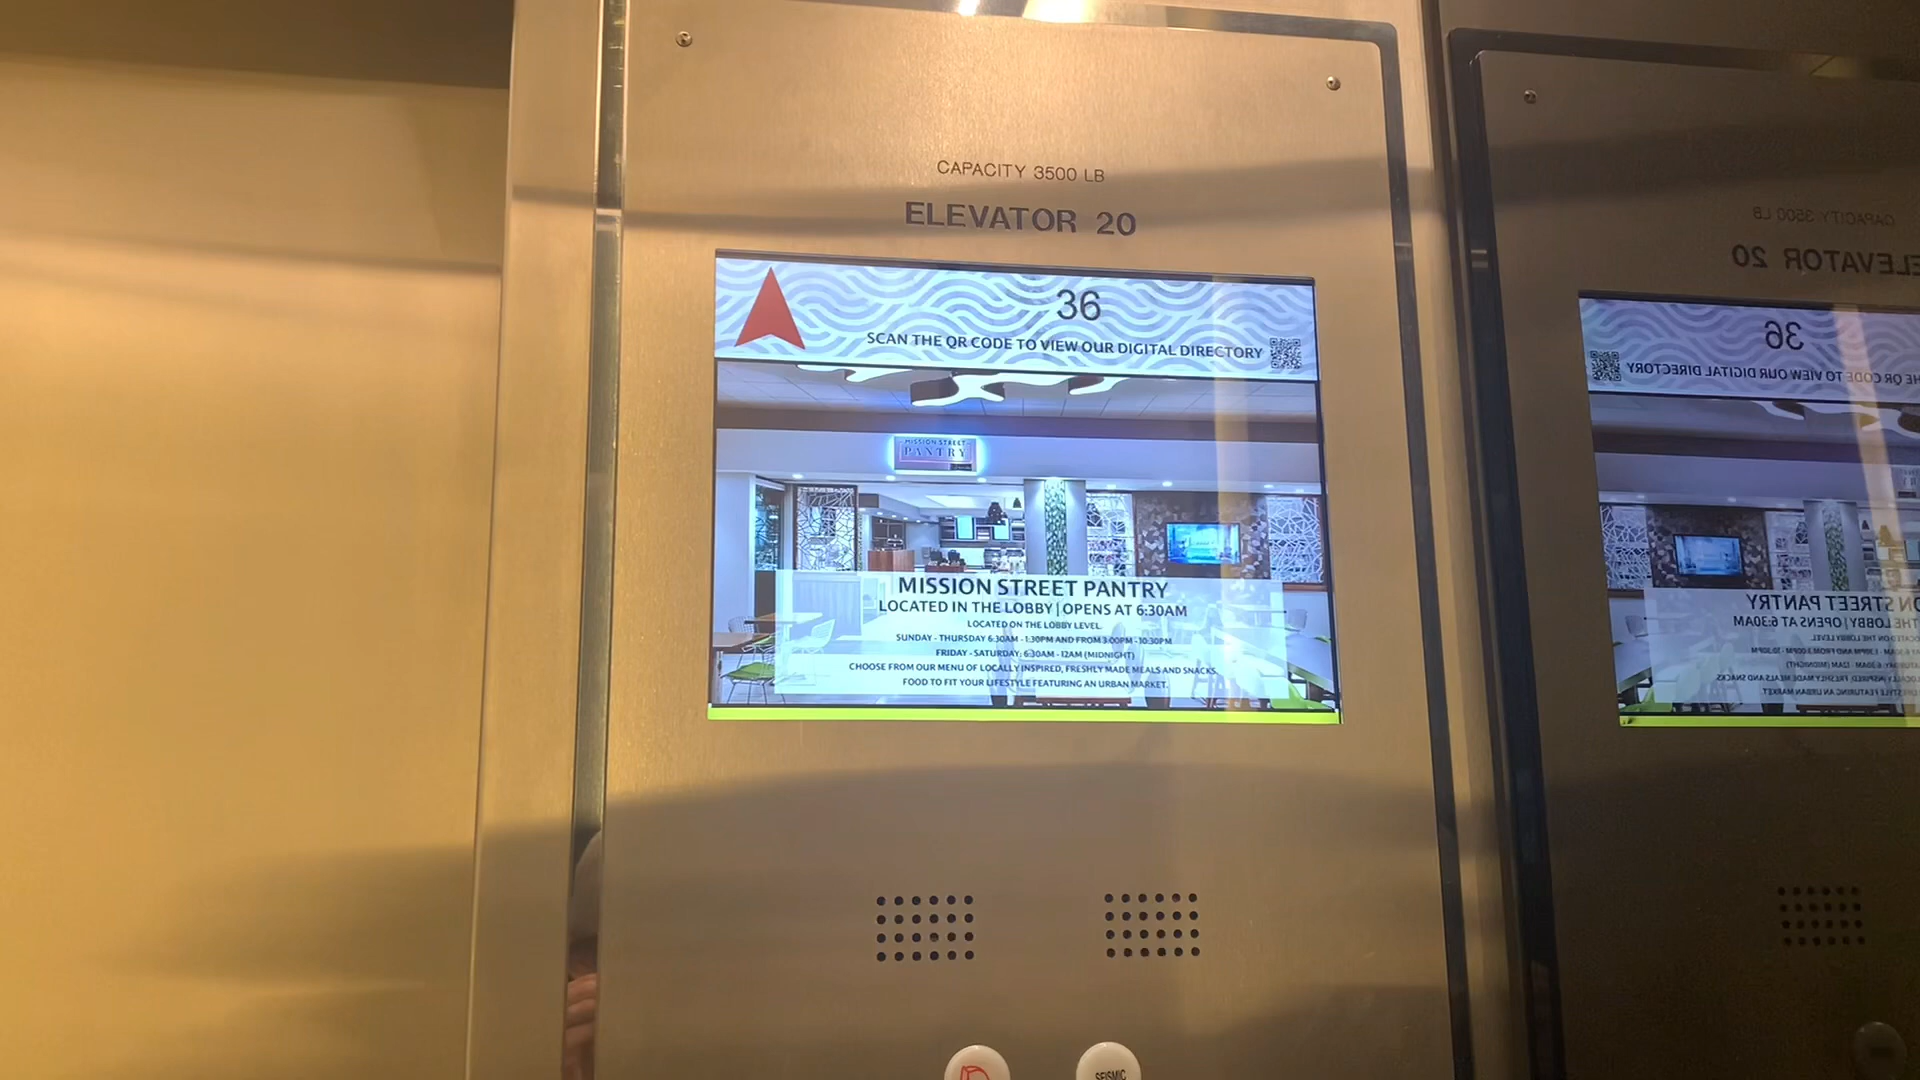 CAPACITY 3500 LB
ELEVATOR 20
36
SCAN THE QR CODE TO VIEW OUR DIGITAL DIRECTORY
MISSION STREET
PANTRY
MISSION STREET PANTRY
LOCATED IN THE LOBBY | OPENS AT 6:30AM
LOCATED ON THE LOBBY LEVEL.
SUNDAY - THURSDAY 6:30AM - 1:30PM AND FROM 3:00PM - 10:30PM
FRIDAY - SATURDAY: 6:30AM - 12AM (MIDNIGHT)
CHOOSE FROM OUR MENU OF LOCALLY INSPIRED, FRESHLY MADE MEALS AND SNACKS.
FOOD TO FIT YOUR LIFESTYLE FEATURING AN URBAN MARKET.
SEISMIC